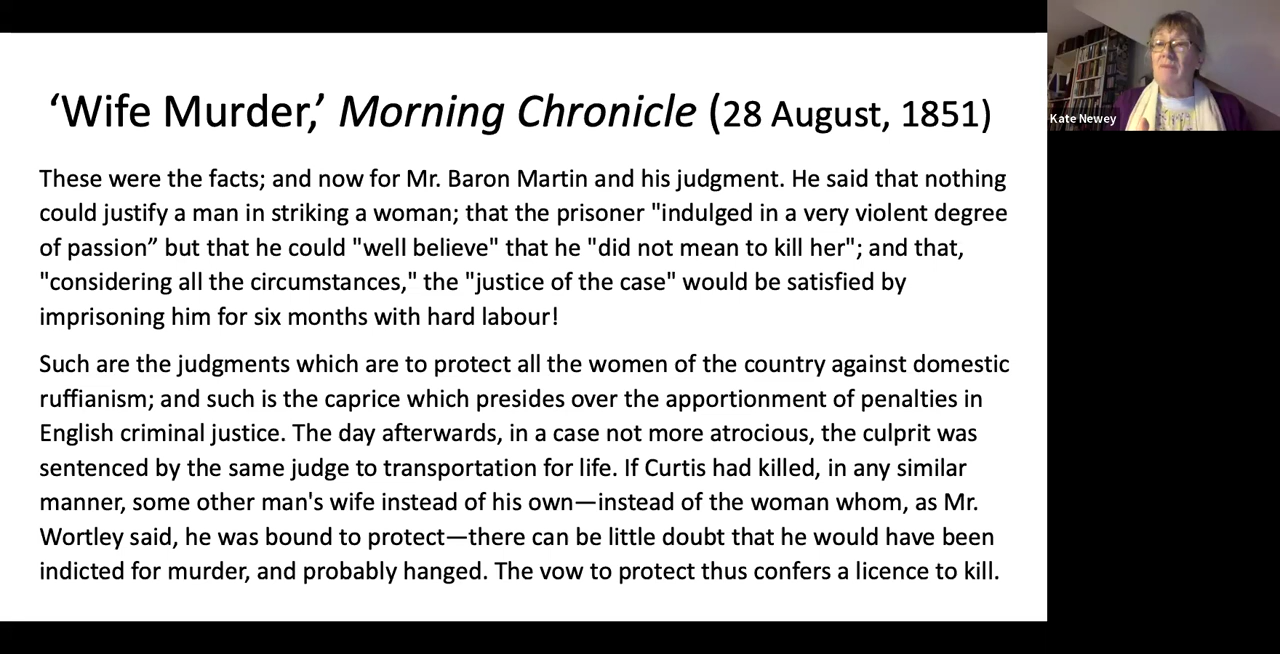 ‘Wife Murder,’ Morning Chronicle (28 August, 1851)
These were the facts; and now for Mr. Baron Martin and his judgment. He said that nothing
could justify a man in striking a woman; that the prisoner "indulged in a very violent degree
of passion” but that he could "well believe" that he "did not mean to kill her"; and that,
"considering all the circumstances," the "justice of the case" would be satisfied by
imprisoning him for six months with hard labour!
Such are the judgments which are to protect all the women of the country against domestic
ruffianism; and such is the caprice which presides over the apportionment of penalties in
English criminal justice. The day afterwards, in a case not more atrocious, the culprit was
sentenced by the same judge to transportation for life. If Curtis had killed, in any similar
manner, some other man's wife instead of his own—instead of the woman whom, as Mr.
Wortley said, he was bound to protect—there can be little doubt that he would have been
indicted for murder, and probably hanged. The vow to protect thus confers a licence to kill.
Kate Newey